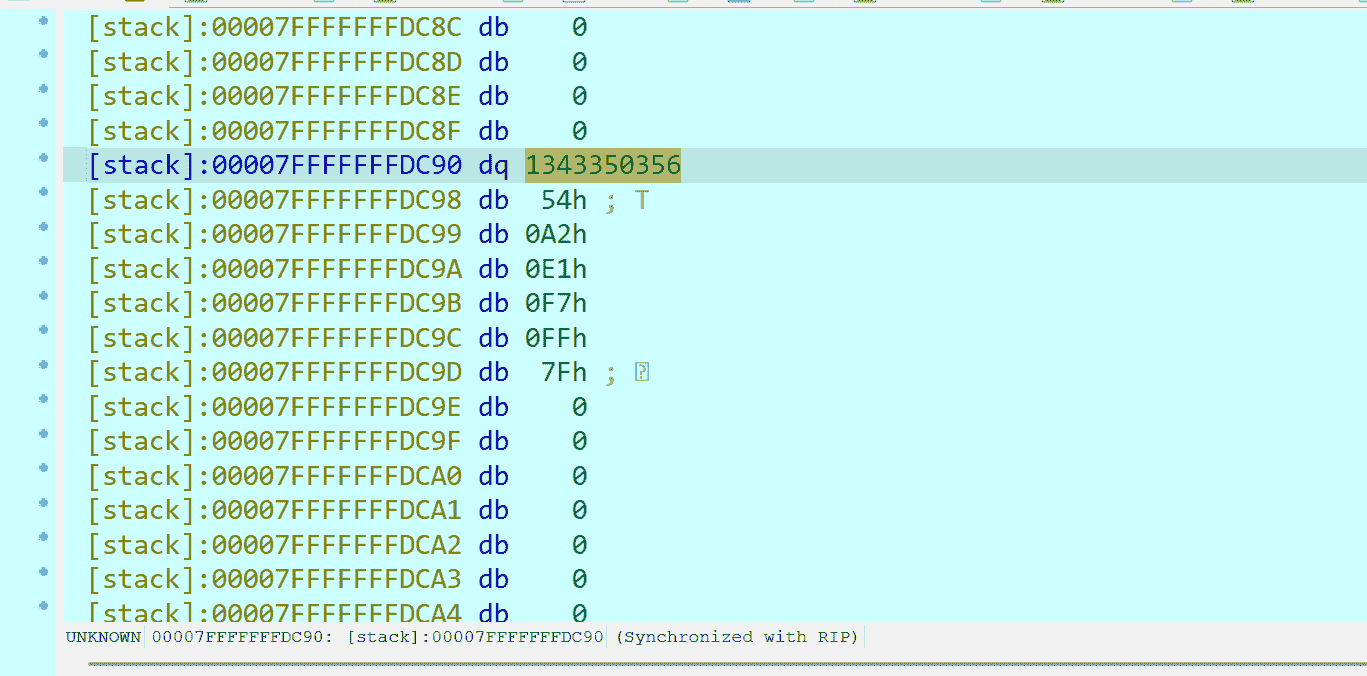 [stack]:00007FFFFFFFDC8C db 0
[stack]:00007FFFFFFFDC8D db 0
[stack]:00007FFFFFFFDC8E db 0
[stack]:00007FFFFFFFDC8F db 0
[stack]:00007FFFFFFFDC90 dq 1343350356
[stack]:00007FFFFFFFDC98 db 54h ; T
[stack]:00007FFFFFFFDC99 db 0A2h
[stack]:00007FFFFFFFDC9A db 0E1h
[stack]:00007FFFFFFFDC9B db 0F7h
[stack]:00007FFFFFFFDC9C db 0FFh
[stack]:00007FFFFFFFDC9D db 7Fh ;
[stack]:00007FFFFFFFDC9E db 0
[stack]:00007FFFFFFFDC9F db 0
[stack]:00007FFFFFFFDCA0 db 0
[stack]:00007FFFFFFFDCA1 db 0
[stack]:00007FFFFFFFDCA2 db 0
[stack]:00007FFFFFFFDCA3 db 0
[stack]:00007FFFFFFFDCA4 db 0
UNKNOWN 00007FFFFFFFDC90: [stack]:00007FFFFFFFDC90 (Synchronized with RIP)